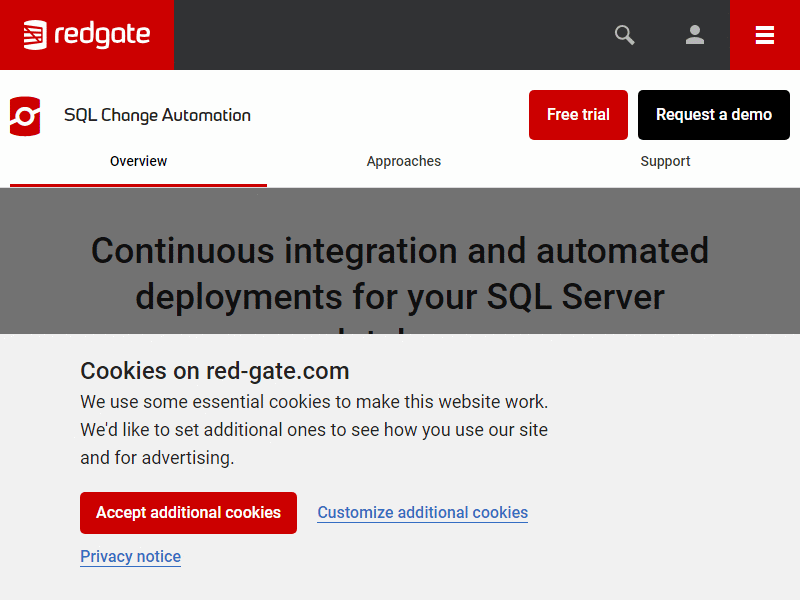 redgate
SQL Change Automation
Free trial
Request a demo
Overview
Approaches
Support
Continuous integration and automated
deployments for your SQL Server
Cookies on red-gate.com
We use some essential cookies to make this website work.
We'd like to set additional ones to see how you use our site
and for advertising.
Accept additional cookies
Customize additional cookies
Privacy notice